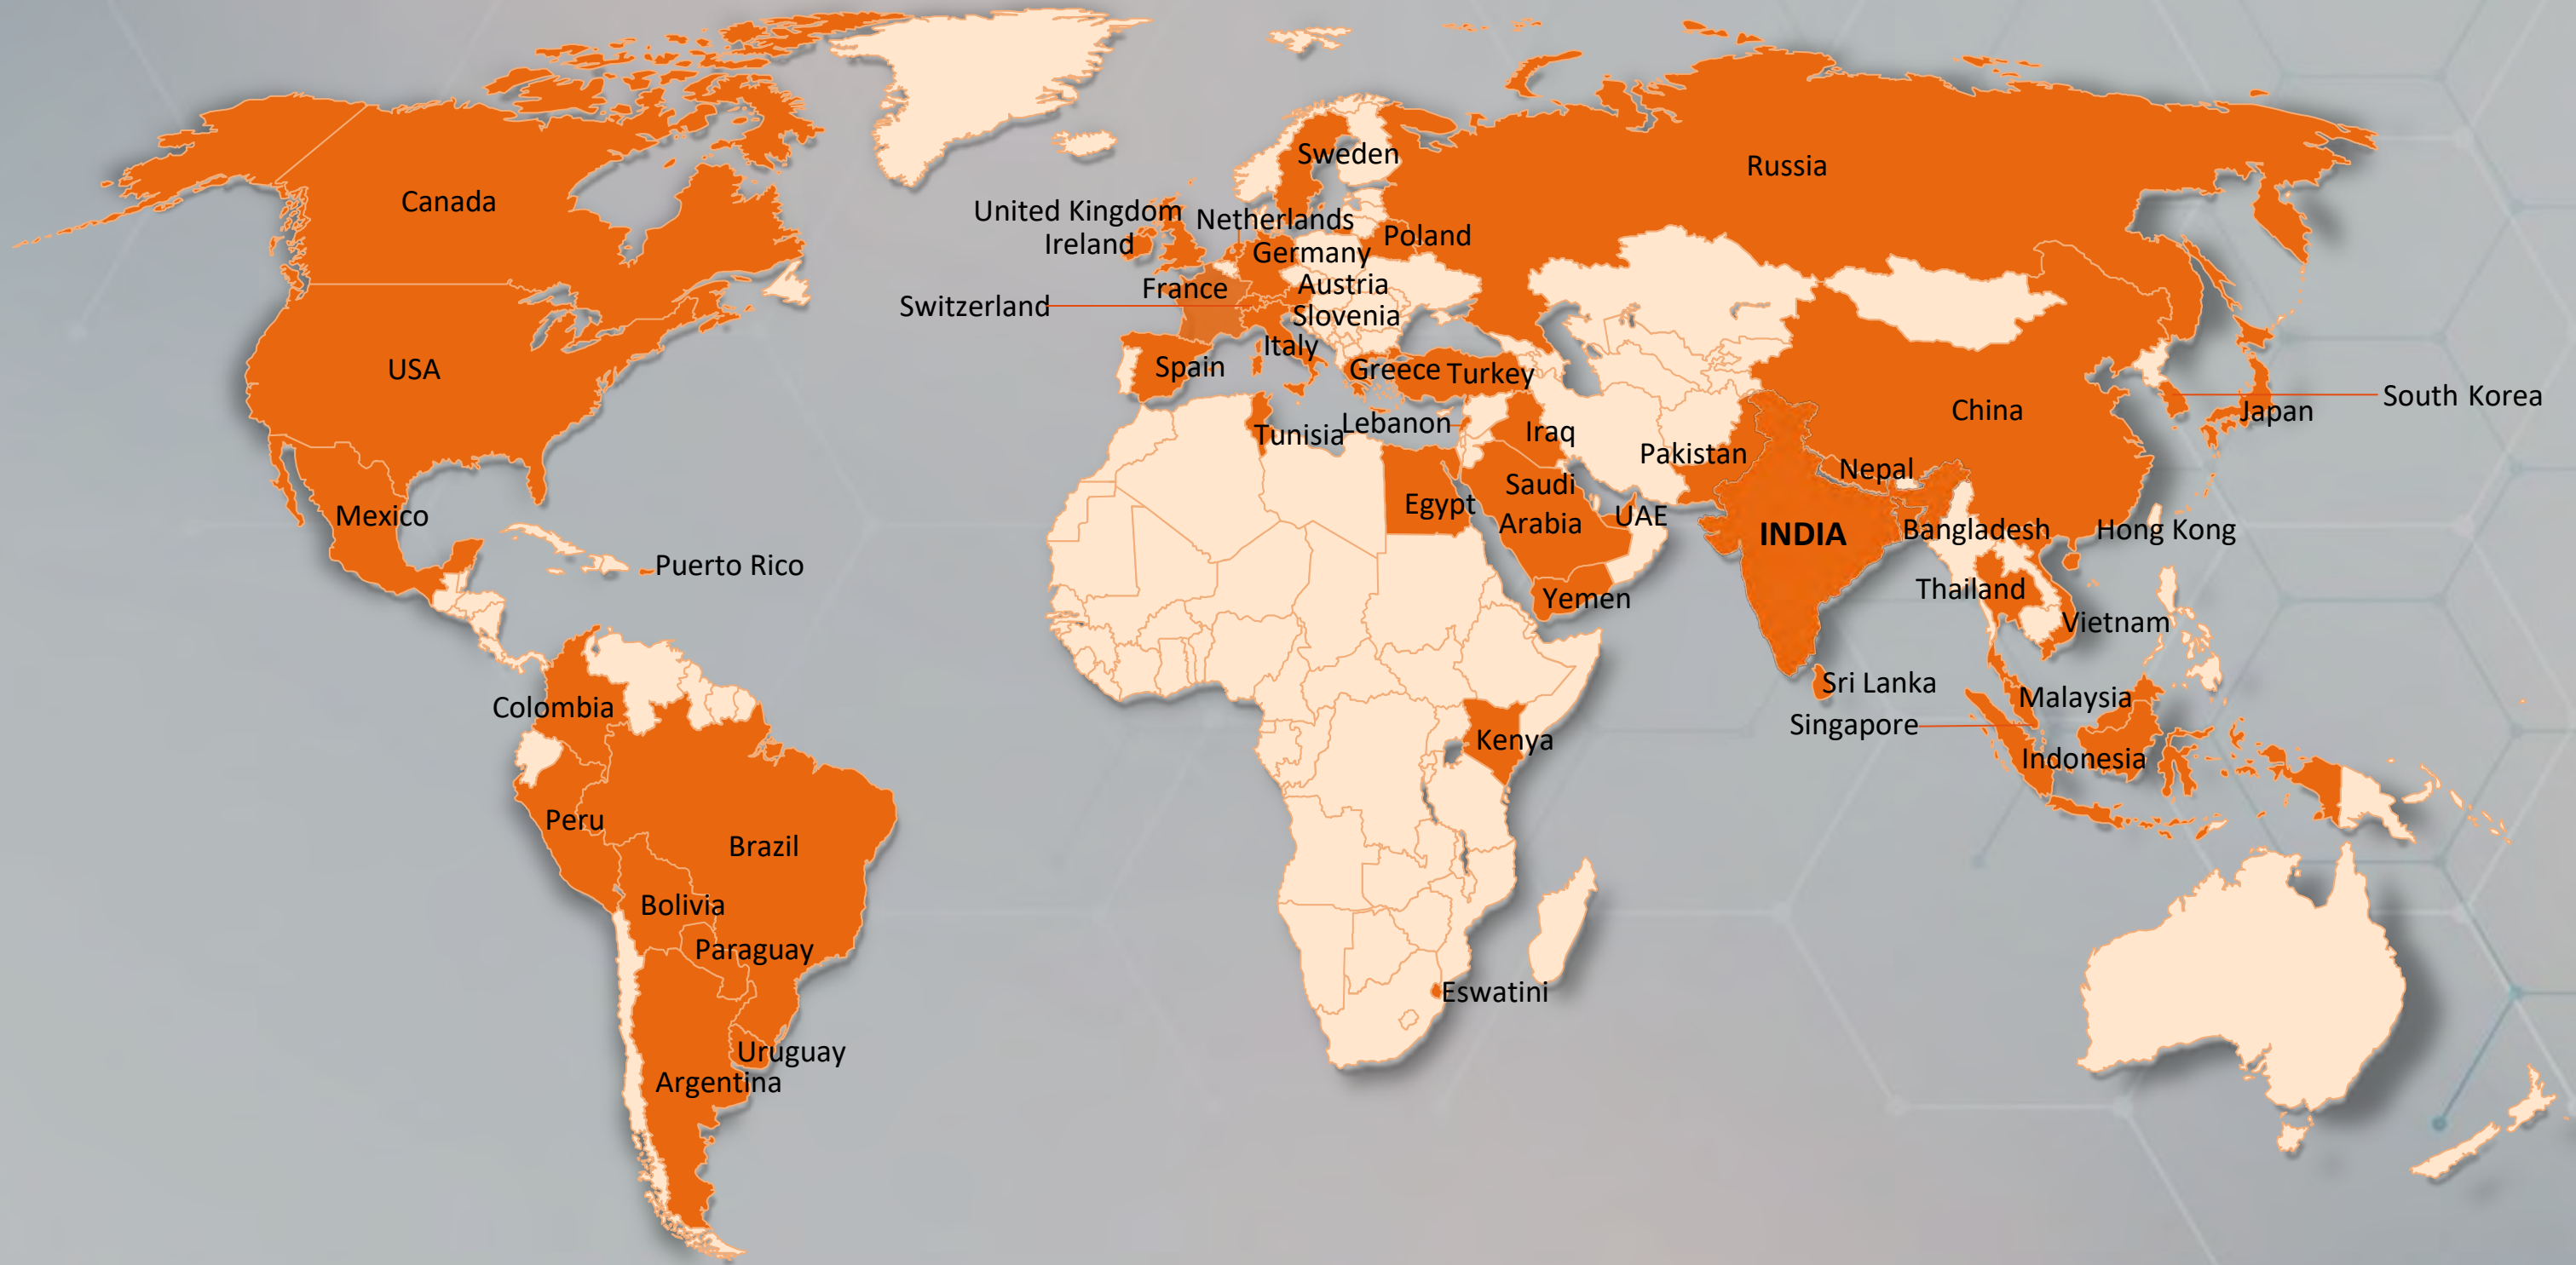 Canada
USA
Mexico
Puerto Rico
Colombia
Peru
Brazil
Bolivia
Paraguay
Uruguay
Argentina
Sweden
United Kingdom
Ireland
Netherlands
Germany
Poland
France
Austria
Switzerland
Slovenia
Italy
Spain
Greece
Turkey
Tunisia
Lebanon
Iraq
Egypt
Saudi
Arabia
UAE
Yemen
Kenya
Eswatini
Russia
Pakistan
Nepal
INDIA
Bangladesh
China
South Korea
Japan
Hong Kong
Thailand
Vietnam
Sri Lanka
Malaysia
Singapore
Indonesia